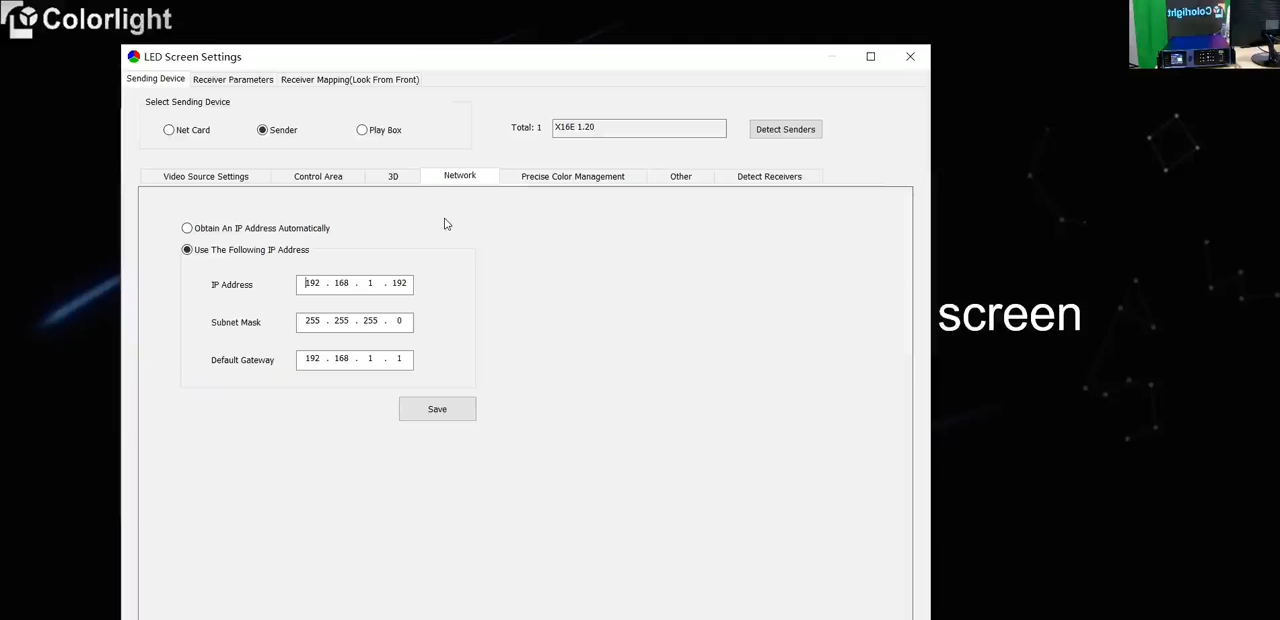 Colorlight
Colorlight
LED Screen Settings
Sending Device Receiver Parameters Receiver Mapping(Look From Front)
Select Sending Device
Net Card Sender Play Box
Total: 1 X16E 1.20 Detect Senders
Video Source Settings Control Area 3D Network Precise Color Management Other Detect Receivers
Obtain An IP Address Automatically
Use The Following IP Address
IP Address 192 . 168 . 1 . 192
screen
Subnet Mask 255 . 255 . 255 . 0
Default Gateway 192 . 168 . 1 . 1
Save